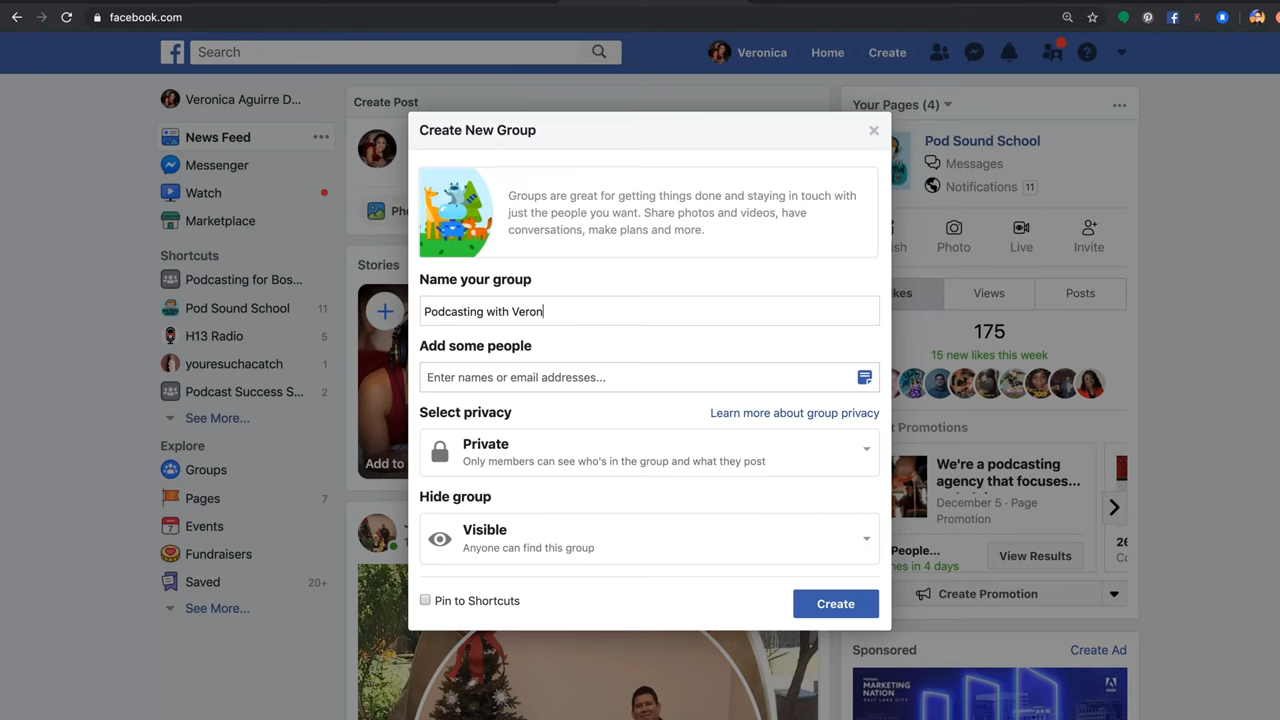 facebook.com
Search
Veronica
Home
Create
Veronica Aguirre D...
News Feed
Messenger
Watch
Marketplace
Shortcuts
Podcasting for Bos...
Pod Sound School 11
H13 Radio 5
youresuchacatch 1
Podcast Success S... 2
See More...
Explore
Groups
Pages 7
Events
Fundraisers
Saved 20+
See More...
Create Post
Stories
Add to
Create New Group
Groups are great for getting things done and staying in touch with
just the people you want. Share photos and videos, have
conversations, make plans and more.
Name your group
Podcasting with Veron
Add some people
Enter names or email addresses...
Select privacy
Learn more about group privacy
Private
Only members can see who's in the group and what they post
Hide group
Visible
Anyone can find this group
Pin to Shortcuts
Create
Your Pages (4)
Pod Sound School
Messages
Notifications 11
Photo
Live
Invite
Views
Posts
175
15 new likes this week
We're a podcasting
agency that focuses...
December 5 · Page
Promotion
View Results
Create Promotion
Sponsored
Create Ad
MARKETING
NATION